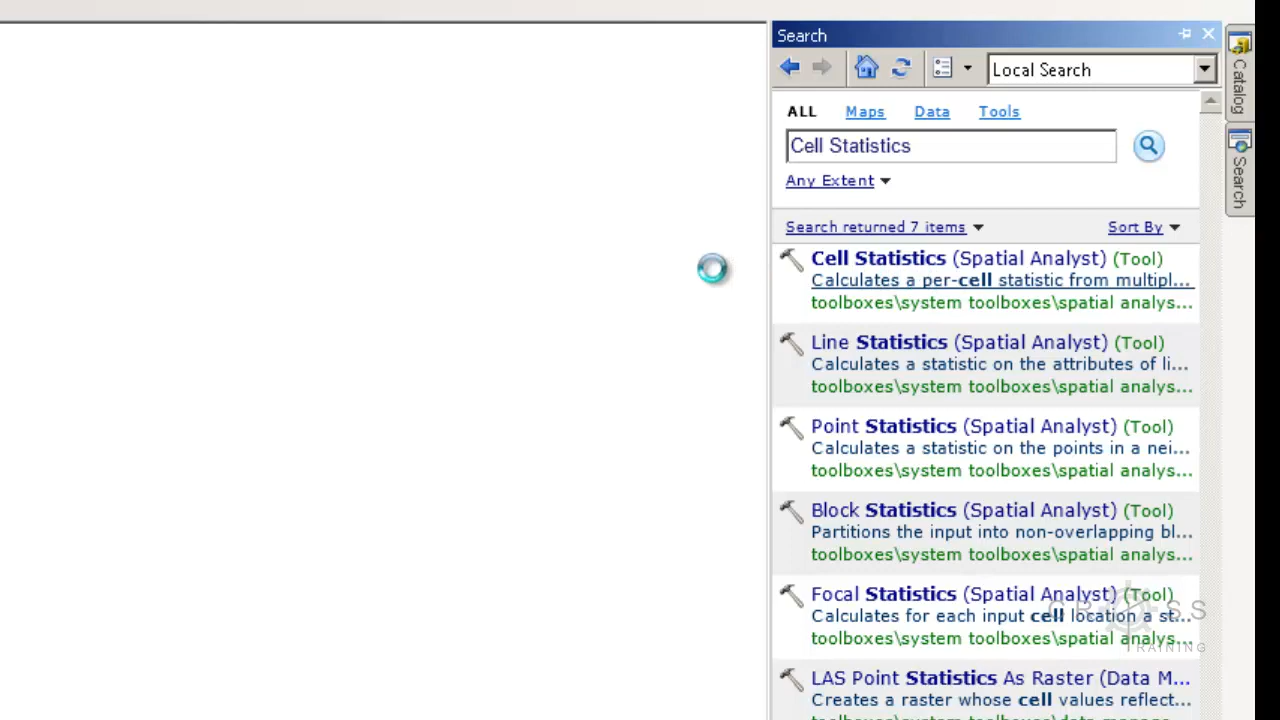 Search
Local Search
ALL Maps Data Tools
Cell Statistics
Any Extent
Search returned 7 items Sort By
Cell Statistics (Spatial Analyst) (Tool)
Calculates a per-cell statistic from multipl...
toolboxes\system toolboxes\spatial analys...
Line Statistics (Spatial Analyst) (Tool)
Calculates a statistic on the attributes of li...
toolboxes\system toolboxes\spatial analys...
Point Statistics (Spatial Analyst) (Tool)
Calculates a statistic on the points in a nei...
toolboxes\system toolboxes\spatial analys...
Block Statistics (Spatial Analyst) (Tool)
Partitions the input into non-overlapping bl...
toolboxes\system toolboxes\spatial analys...
Focal Statistics (Spatial Analyst) (Tool)
Calculates for each input cell location a st...
toolboxes\system toolboxes\spatial analys...
LAS Point Statistics As Raster (Data M...
Creates a raster whose cell values reflect...
Catalog
Search
TRAINING